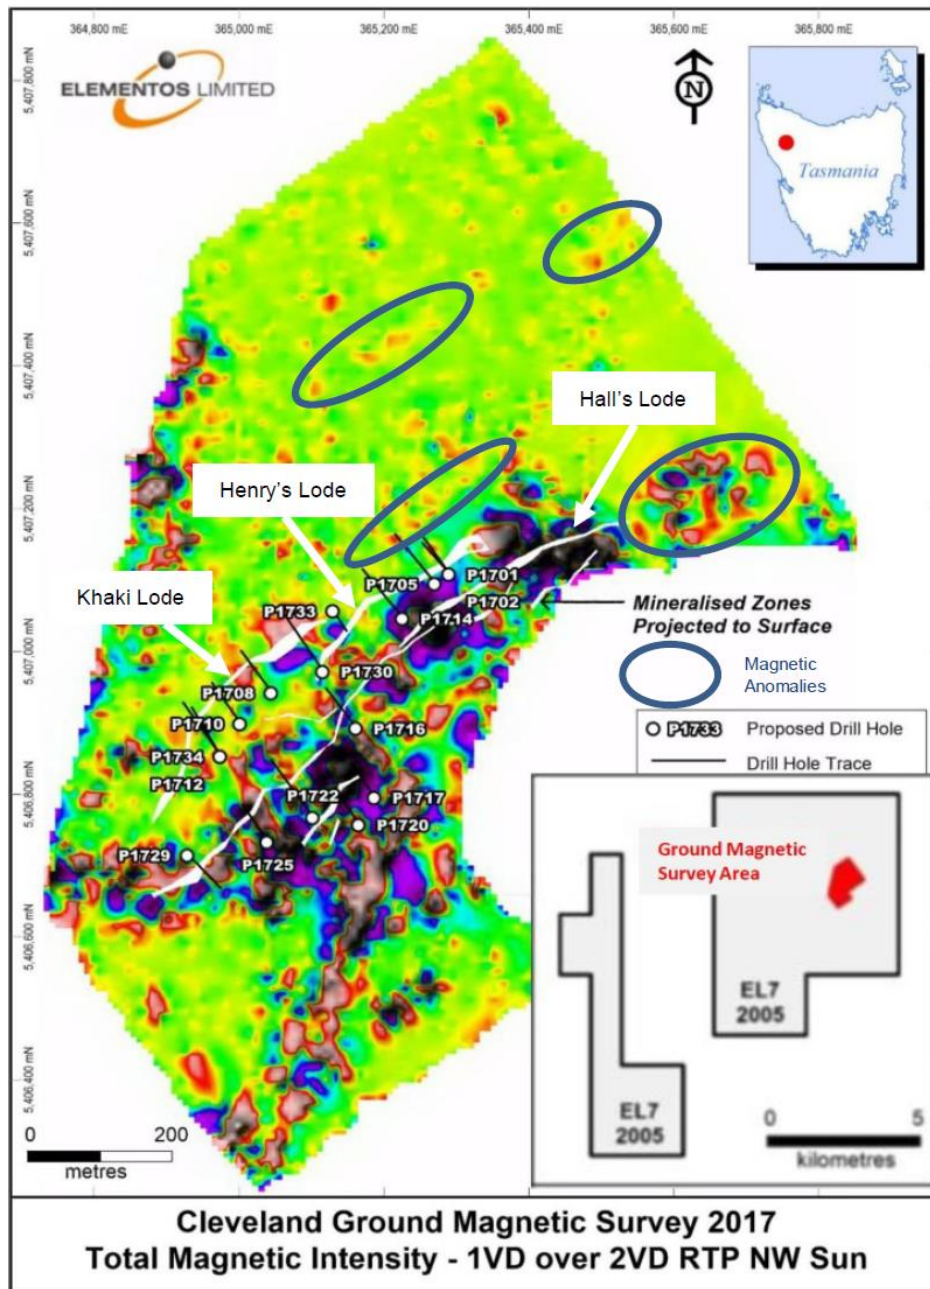 364,800 mE
365,000 mE
365,200 mE
365,400 mE
365,600 mE
365,800 mE
ELEMENTOS LIMITED
N
Tasmania
5,407,800 mN
5,407,600 mN
5,407,400 mN
5,407,200 mN
5,407,000 mN
5,406,800 mN
5,406,600 mN
5,406,400 mN
Hall's Lode
Henry's Lode
Khaki Lode
P1701
P1705
P1702
P1733
P1714
P1730
P1708
P1710
P1716
P1734
P1712
P1722
P1717
P1720
P1725
P1729
Mineralised Zones
Projected to Surface
Magnetic
Anomalies
P1733 Proposed Drill Hole
Drill Hole Trace
Ground Magnetic
Survey Area
EL7
2005
EL7
2005
0 5
kilometres
0 200
metres
Cleveland Ground Magnetic Survey 2017
Total Magnetic Intensity - 1VD over 2VD RTP NW Sun